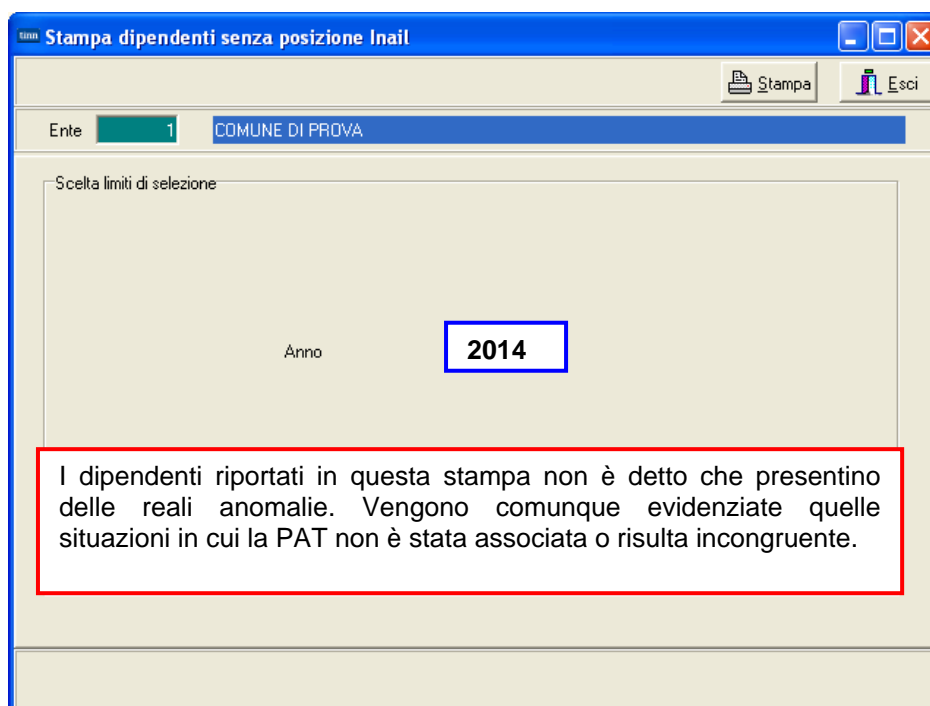 tinn Stampa dipendenti senza posizione Inail
Stampa Esci
Ente 1 COMUNE DI PROVA
Scelta limiti di selezione
Anno 2014
I dipendenti riportati in questa stampa non è detto che presentino
delle reali anomalie. Vengono comunque evidenziate quelle
situazioni in cui la PAT non è stata associata o risulta incongruente.